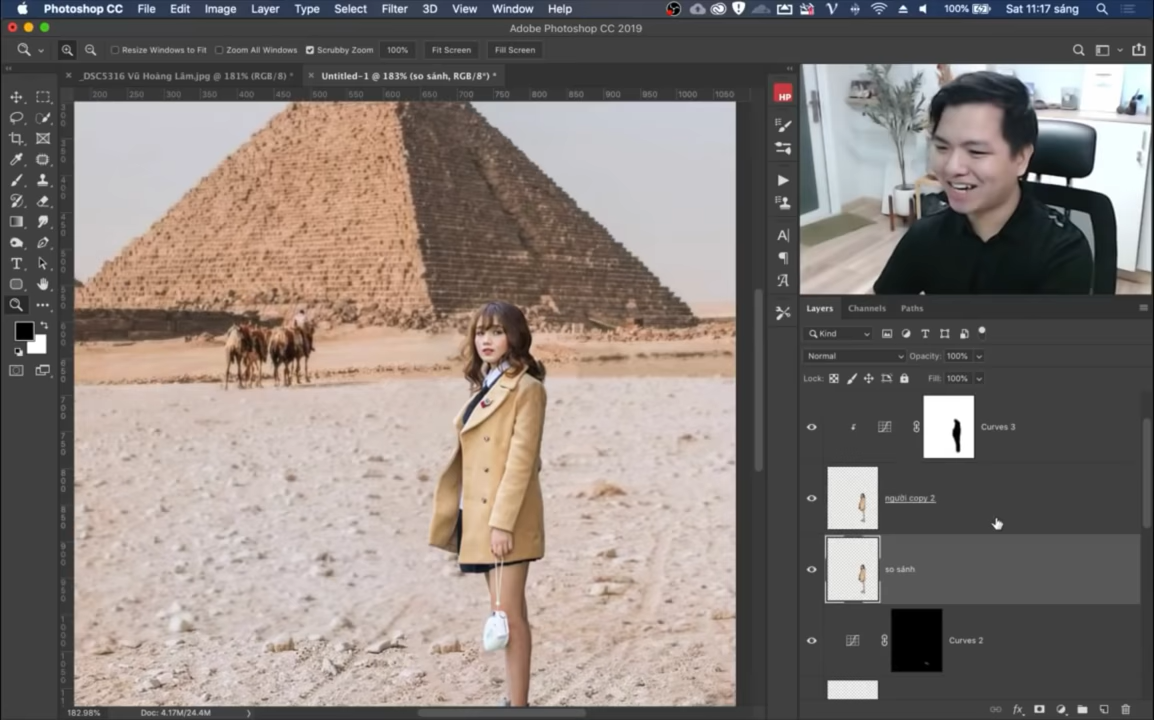 Photoshop CC File Edit Image Layer Type Select Filter 3D View Window Help 100% Sat 11:17 sáng
Adobe Photoshop CC 2019
Resize Windows to Fit Zoom All Windows Scrubby Zoom 100% Fit Screen Fill Screen
_DSC5316 Vũ Hoàng Lâm.jpg @ 181% (RGB/8) * Untitled-1 @ 183% (so sánh, RGB/8*) *
200 250 300 350 400 450 500 550 600 650 700 750 800 850 900 950 1000 1050
HP
Layers Channels Paths
Kind
Normal Opacity: 100%
Lock: Fill: 100%
Curves 3
người copy 2
so sánh
Curves 2
182.98% Doc: 4.17M/24.4M